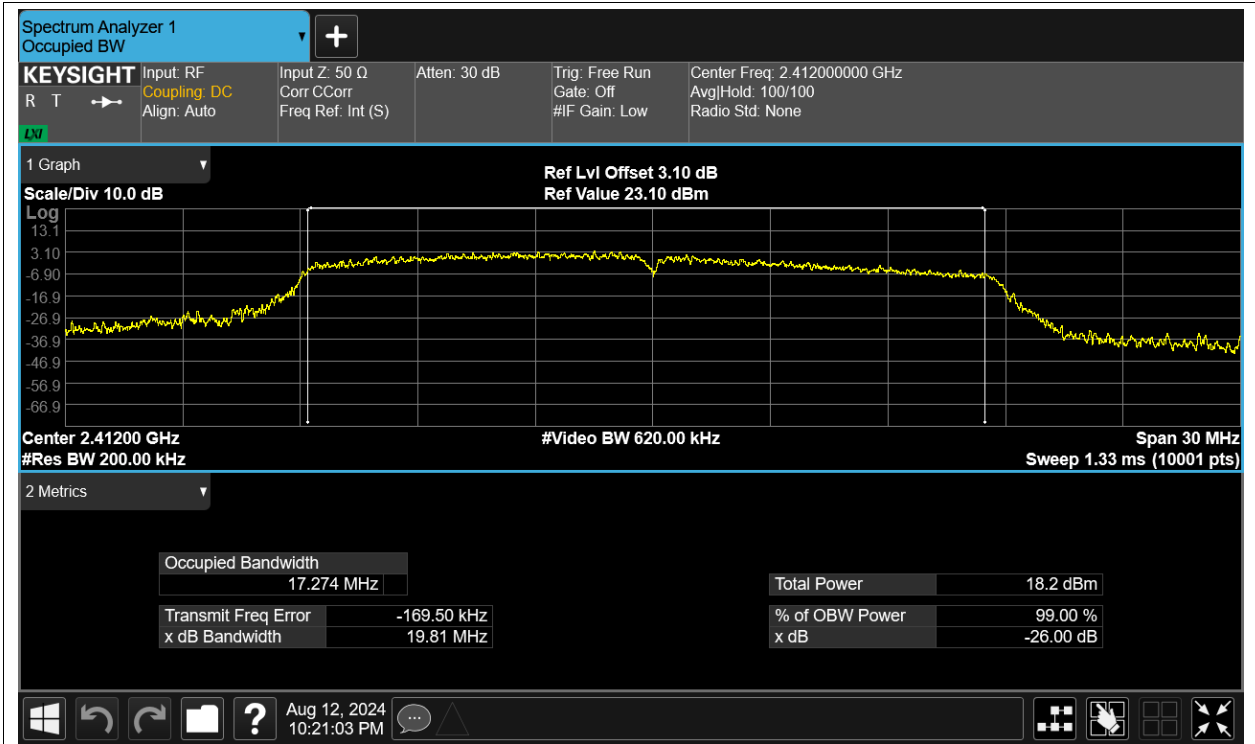 Spectrum Analyzer 1
Occupied BW
KEYSIGHT
R T
LXI
Input: RF
Coupling: DC
Align: Auto
Input Z: 50 Ω
Corr CCorr
Freq Ref: Int (S)
Atten: 30 dB
Trig: Free Run
Gate: Off
#IF Gain: Low
Center Freq: 2.412000000 GHz
Avg|Hold: 100/100
Radio Std: None
1 Graph
Scale/Div 10.0 dB
Ref Lvl Offset 3.10 dB
Ref Value 23.10 dBm
Log
13.1
3.10
-6.90
-16.9
-26.9
-36.9
-46.9
-56.9
-66.9
Center 2.41200 GHz
#Res BW 200.00 kHz
#Video BW 620.00 kHz
Span 30 MHz
Sweep 1.33 ms (10001 pts)
2 Metrics
Occupied Bandwidth
17.274 MHz
Transmit Freq Error -169.50 kHz
x dB Bandwidth 19.81 MHz
Total Power 18.2 dBm
% of OBW Power 99.00 %
x dB -26.00 dB
?
Aug 12, 2024
10:21:03 PM